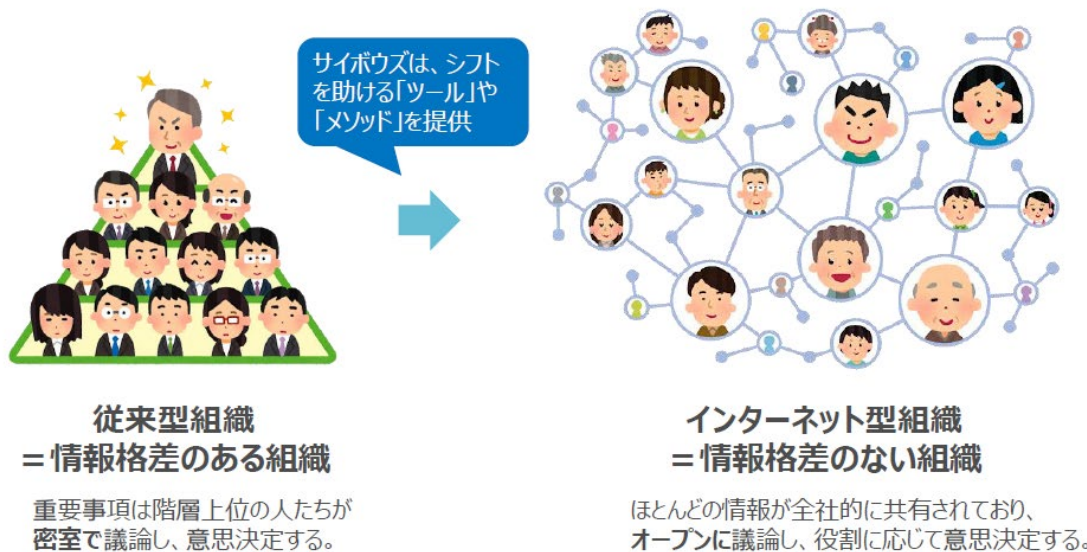 サイボウズは、シフト
を助ける「ツール」や
「メソッド」を提供
従来型組織
＝情報格差のある組織
重要事項は階層上位の人たちが
密室で議論し、意思決定する。
インターネット型組織
＝情報格差のない組織
ほとんどの情報が全社的に共有されており、
オープンに議論し、役割に応じて意思決定する。